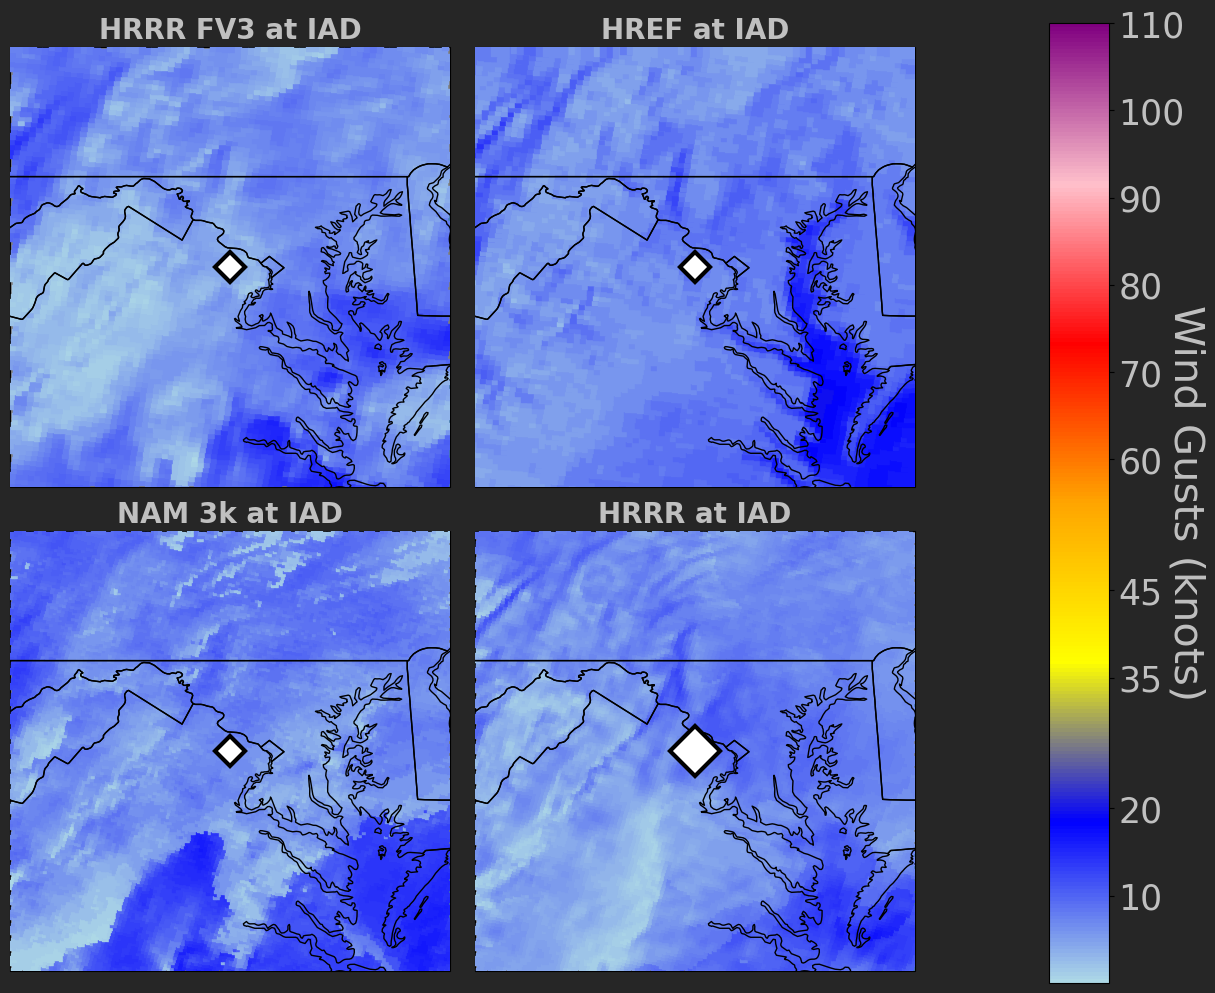 HRRR FV3 at IAD
HREF at IAD
NAM 3k at IAD
HRRR at IAD
110
100
90
80
70
60
45
35
20
10
Wind Gusts (knots)